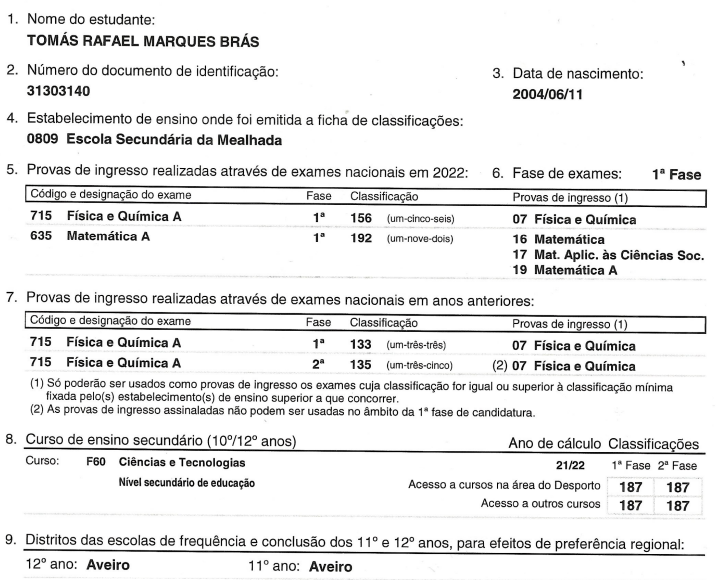 1. Nome do estudante:
TOMÁS RAFAEL MARQUES BRÁS
2. Número do documento de identificação:
31303140
3. Data de nascimento:
2004/06/11
4. Estabelecimento de ensino onde foi emitida a ficha de classificações:
0809 Escola Secundária da Mealhada
5. Provas de ingresso realizadas através de exames nacionais em 2022: 6. Fase de exames: 1ª Fase
Código e designação do exame Fase Classificação Provas de ingresso (1)
715 Física e Química A 1ª 156 (um-cinco-seis) 07 Física e Química
635 Matemática A 1ª 192 (um-nove-dois) 16 Matemática
17 Mat. Aplic. às Ciências Soc.
19 Matemática A
7. Provas de ingresso realizadas através de exames nacionais em anos anteriores:
Código e designação do exame Fase Classificação Provas de ingresso (1)
715 Física e Química A 1ª 133 (um-três-três) 07 Física e Química
715 Física e Química A 2ª 135 (um-três-cinco) (2) 07 Física e Química
(1) Só poderão ser usados como provas de ingresso os exames cuja classificação for igual ou superior à classificação mínima
fixada pelo(s) estabelecimento(s) de ensino superior a que concorrer.
(2) As provas de ingresso assinaladas não podem ser usadas no âmbito da 1ª fase de candidatura.
8. Curso de ensino secundário (10º/12º anos) Ano de cálculo Classificações
Curso: F60 Ciências e Tecnologias 21/22 1ª Fase 2ª Fase
Nível secundário de educação Acesso a cursos na área do Desporto 187 187
Acesso a outros cursos 187 187
9. Distritos das escolas de frequência e conclusão dos 11º e 12º anos, para efeitos de preferência regional:
12º ano: Aveiro 11º ano: Aveiro